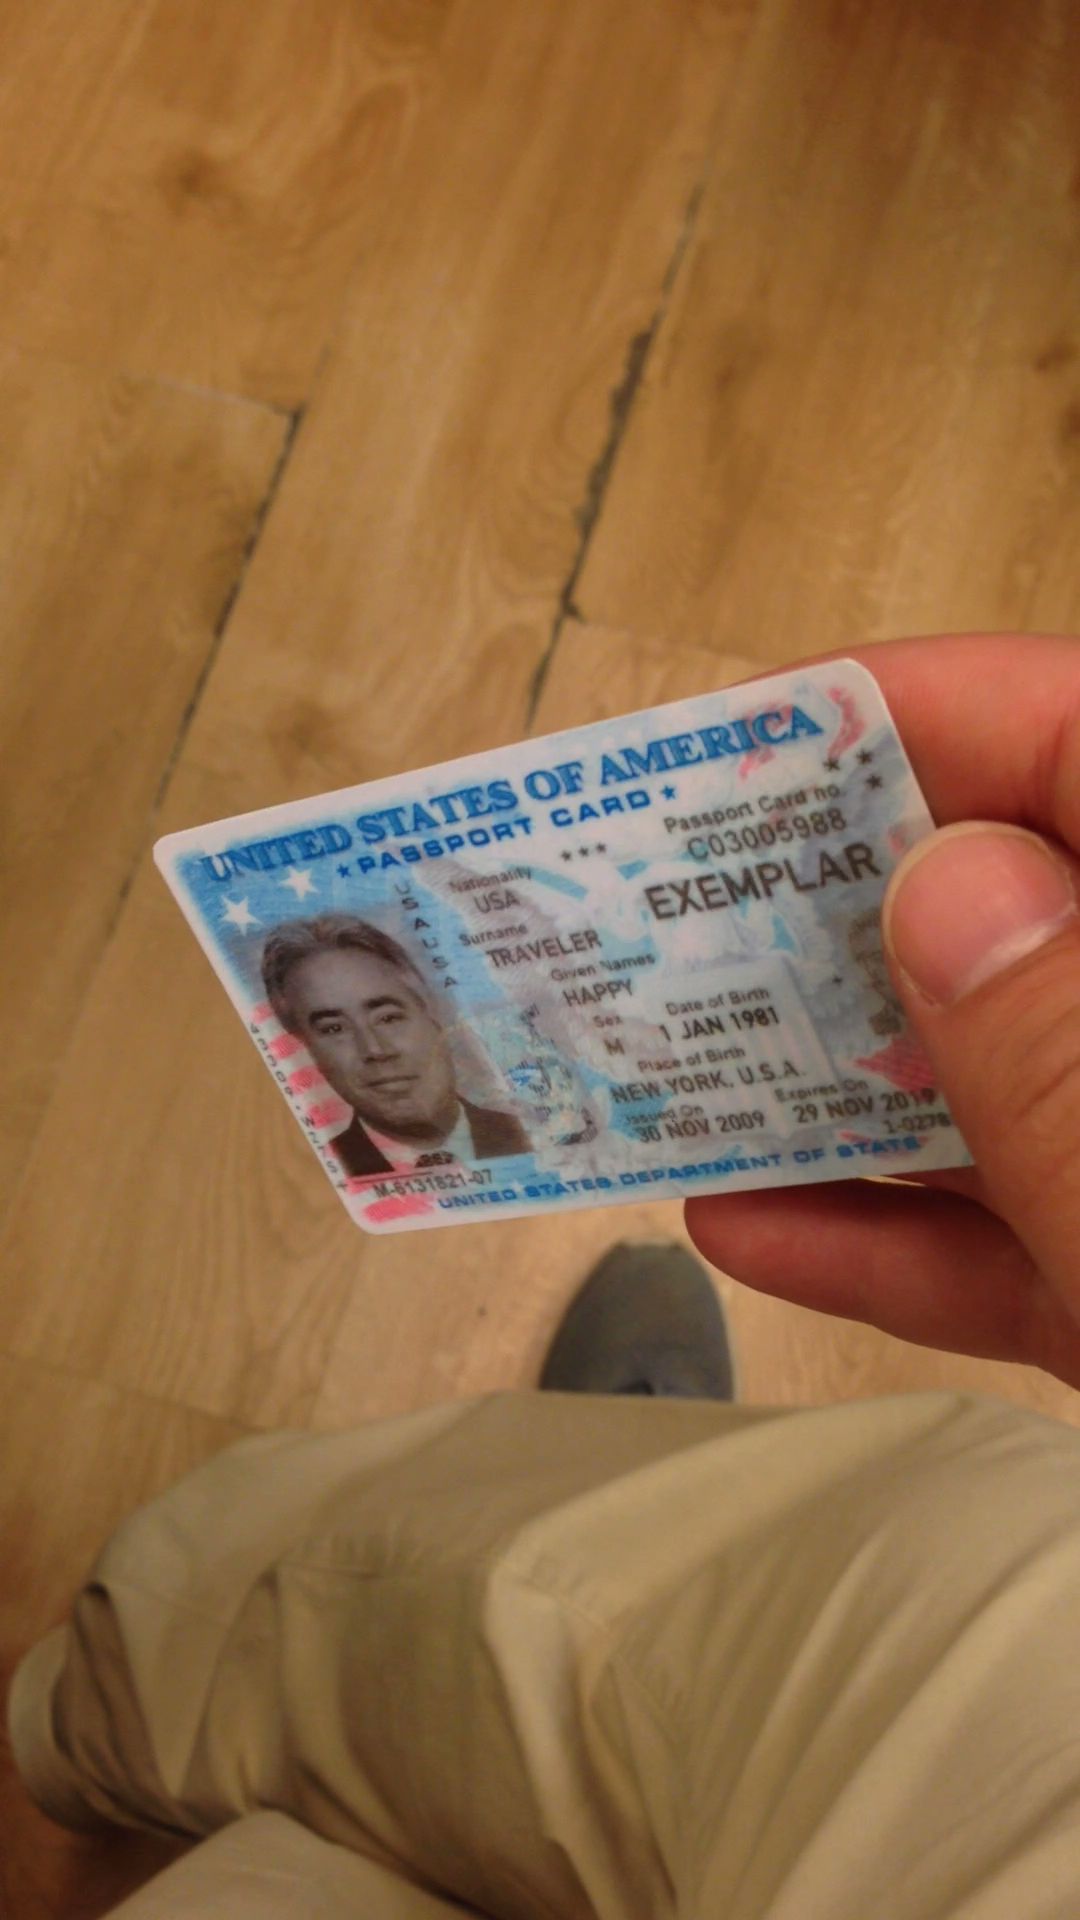 UNITED STATES OF AMERICA
★ PASSPORT CARD ★
Passport Card no.
C03005988
USAUSA
Nationality
USA
EXEMPLAR
Surname
TRAVELER
Given Names
HAPPY
Sex
M
Date of Birth
1 JAN 1981
Place of Birth
NEW YORK, U.S.A.
Issued On
30 NOV 2009
Expires On
29 NOV 2019
1-0278
M-6131821-07
UNITED STATES DEPARTMENT OF STATE